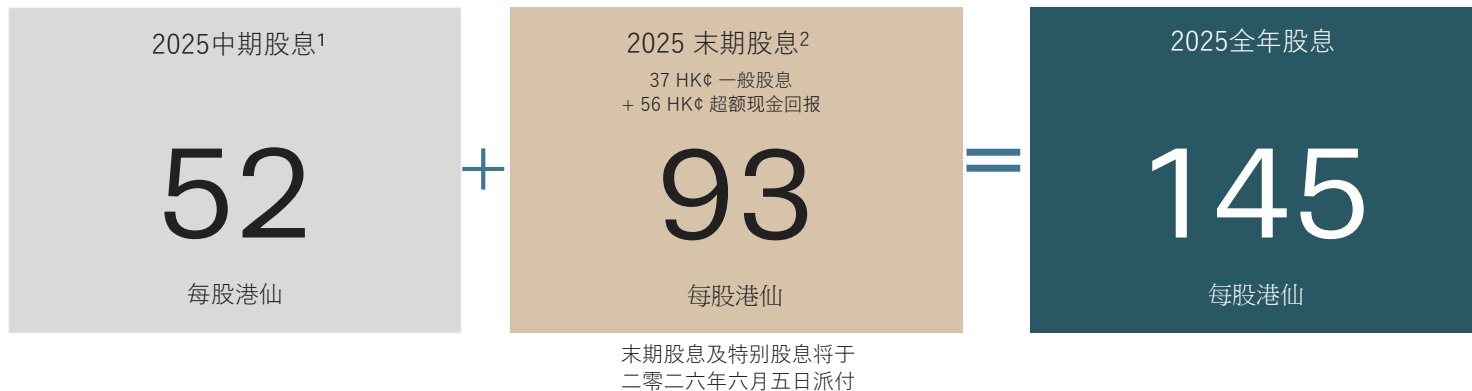 2025中期股息¹
52
每股港仙
+
2025 末期股息²
37 HK¢ 一般股息
+ 56 HK¢ 超额现金回报
93
每股港仙
末期股息及特别股息将于
二零二六年六月五日派付
=
2025全年股息
145
每股港仙